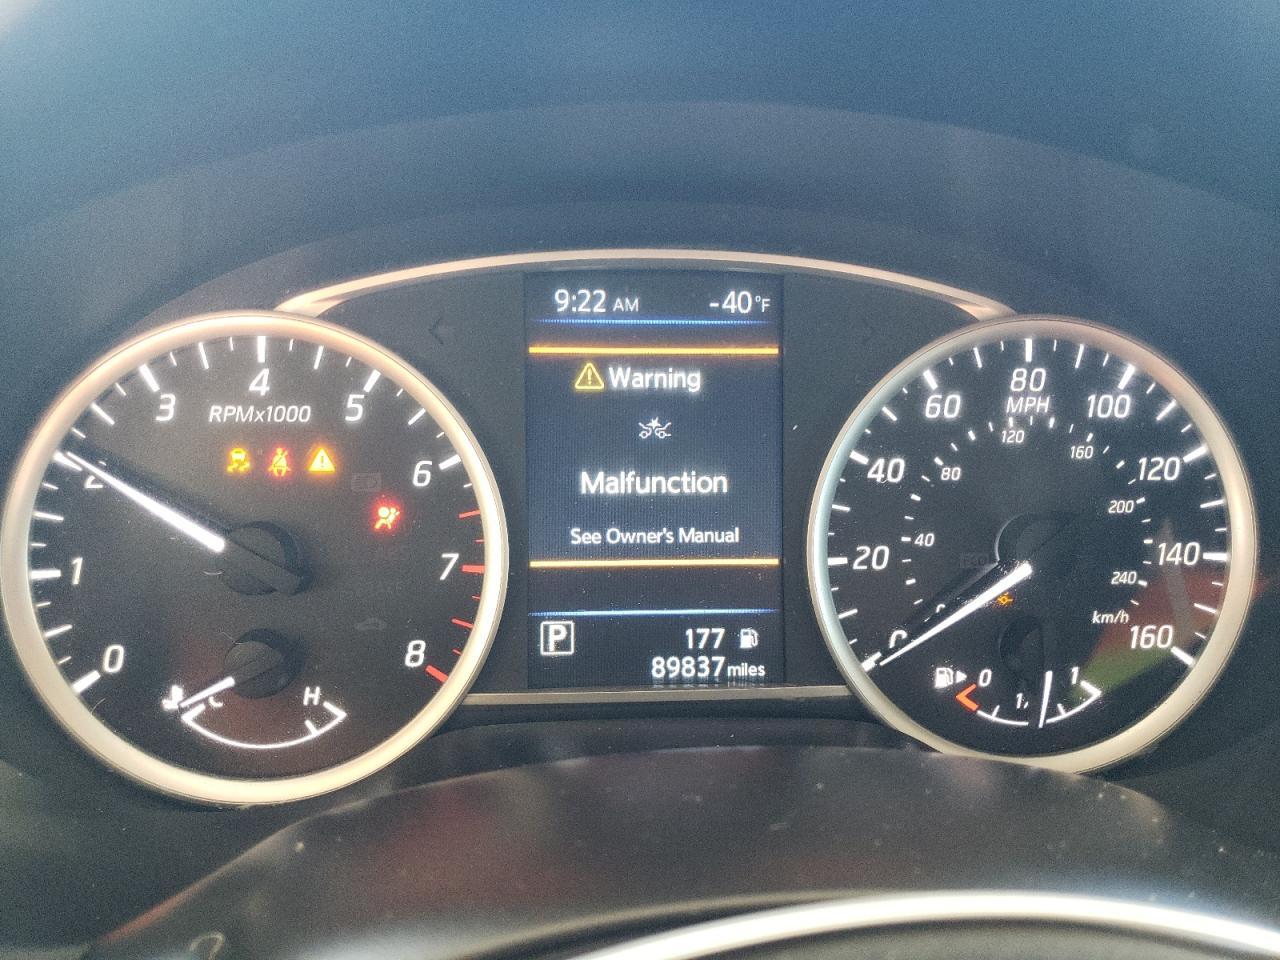 9:22 AM -40°F
Warning
Malfunction
See Owner's Manual
P 177
89837 miles
0
1
2
3
4
5
6
7
8
RPMx1000
C H
0
20
40
60
80
100
120
140
160
MPH
0
40
80
120
160
200
240
km/h
0 1